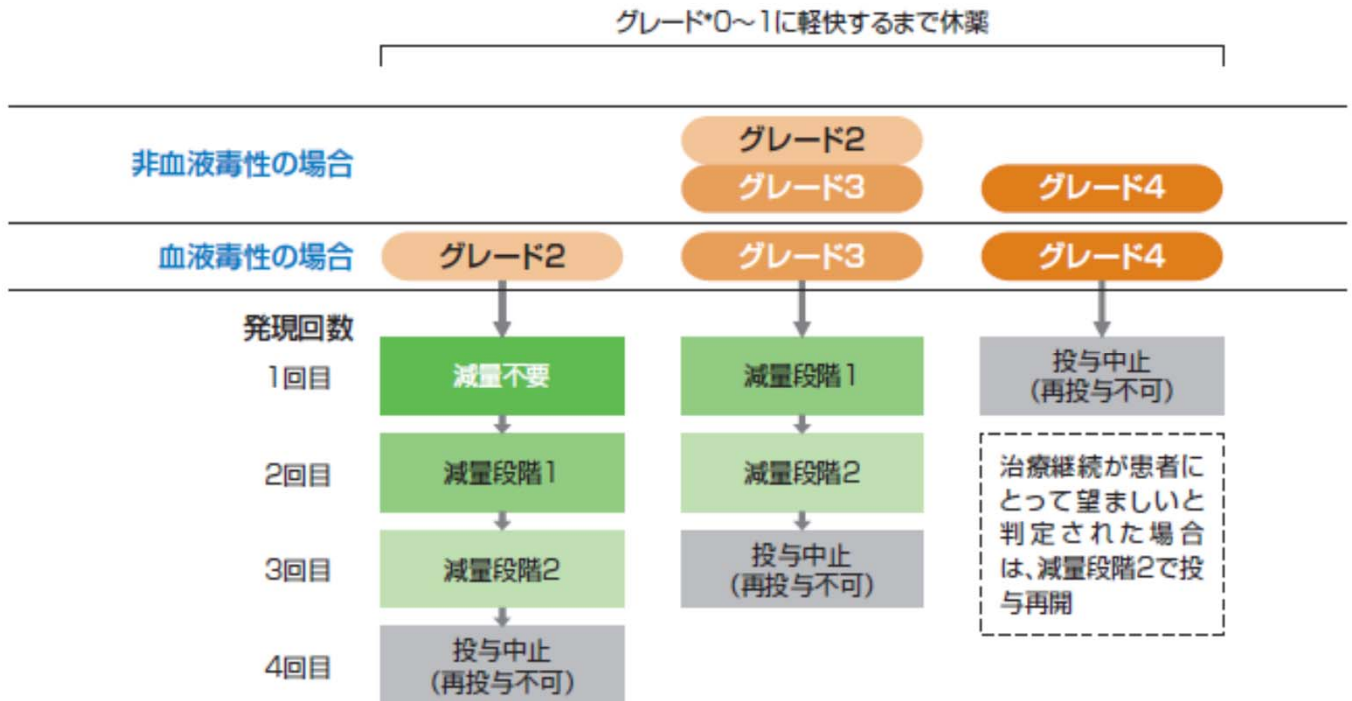 グレード*0〜1に軽快するまで休薬
非血液毒性の場合
グレード2
グレード3
グレード4
血液毒性の場合
グレード2
グレード3
グレード4
発現回数
1回目
減量不要
減量段階1
投与中止
(再投与不可)
2回目
減量段階1
減量段階2
治療継続が患者に
とって望ましいと
判定された場合
は、減量段階2で投
与再開
3回目
減量段階2
投与中止
(再投与不可)
4回目
投与中止
(再投与不可)